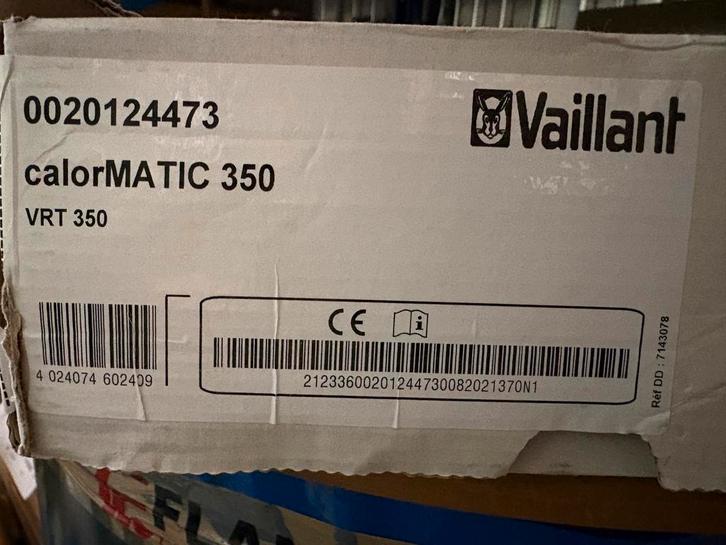 0020124473
Vaillant
calorMATIC 350
VRT 350
CE
i
4 024074 602409
21233600201244730082021370N1
Réf DD : 7143078